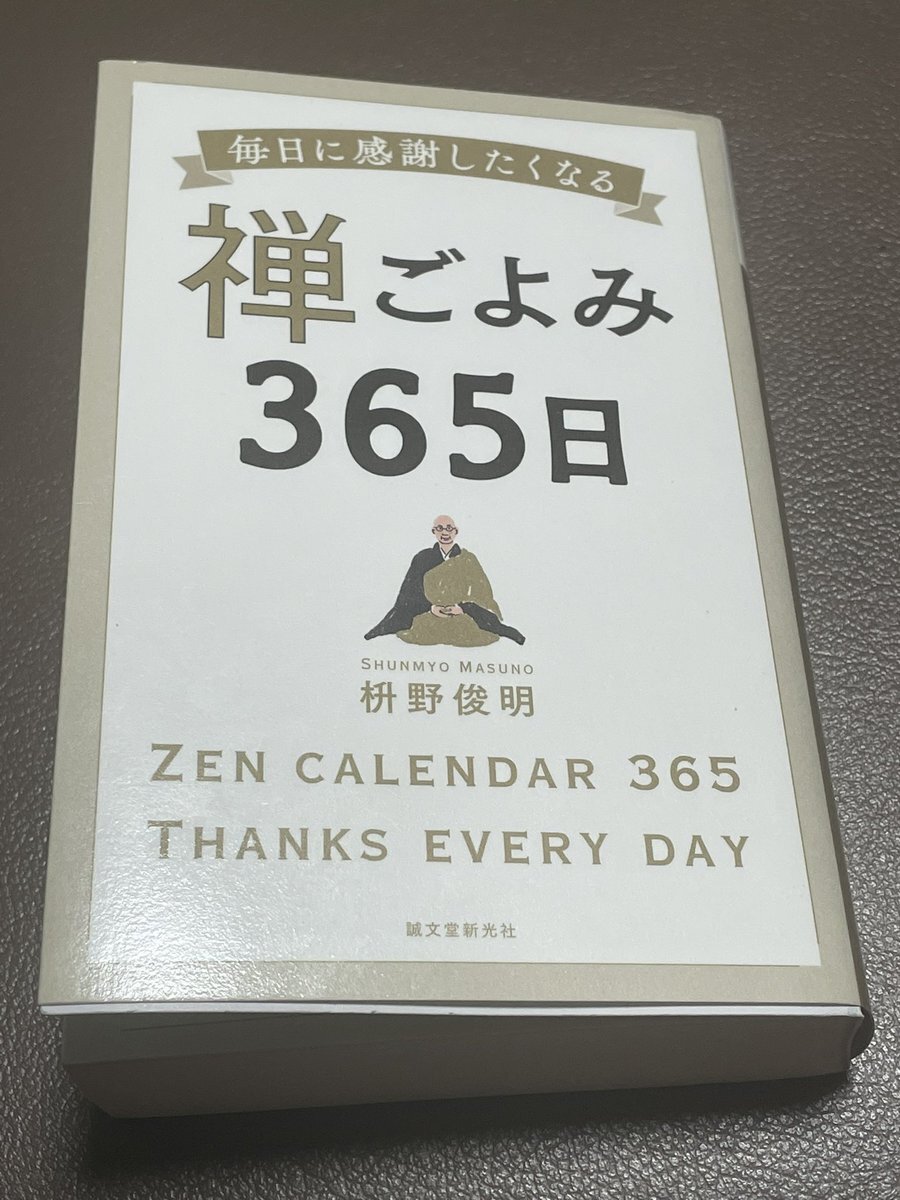 毎日に感謝したくなる
禅ごよみ
365日
SHUNMYO MASUNO
枡野俊明
ZEN CALENDAR 365
THANKS EVERY DAY
誠文堂新光社